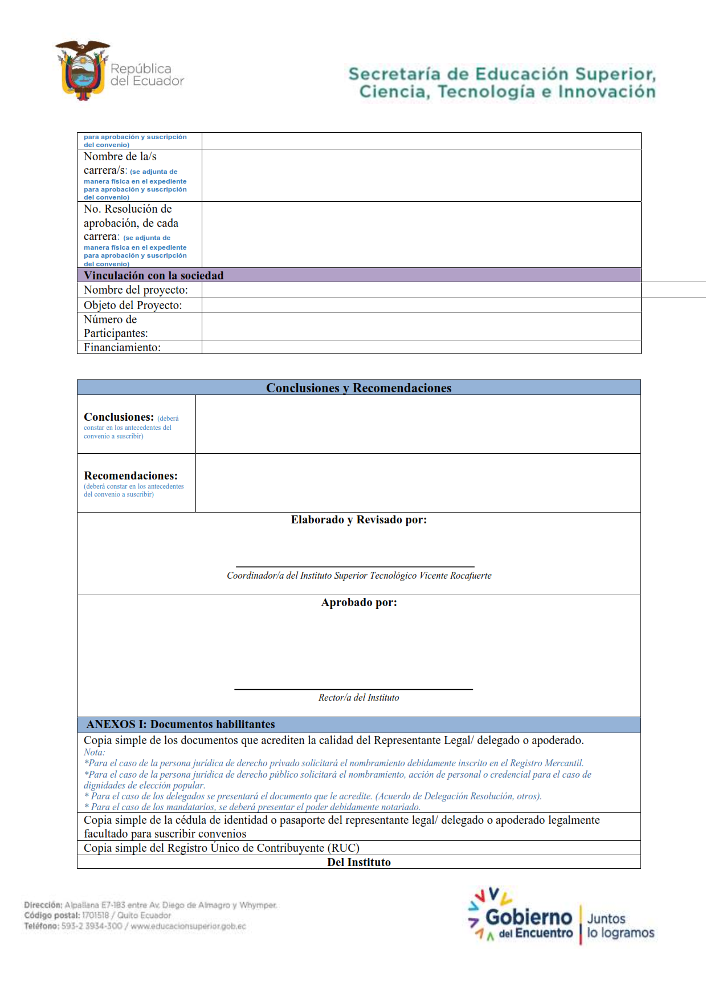 República
del Ecuador
Secretaría de Educación Superior,
Ciencia, Tecnología e Innovación
para aprobación y suscripción
del convenio)
Nombre de la/s
carrera/s: (se adjunta de
manera física en el expediente
para aprobación y suscripción
del convenio)
No. Resolución de
aprobación, de cada
carrera: (se adjunta de
manera física en el expediente
para aprobación y suscripción
del convenio)
Vinculación con la sociedad
Nombre del proyecto:
Objeto del Proyecto:
Número de
Participantes:
Financiamiento:
Conclusiones y Recomendaciones
Conclusiones: (deberá
constar en los antecedentes del
convenio a suscribir)
Recomendaciones:
(deberá constar en los antecedentes
del convenio a suscribir)
Elaborado y Revisado por:
Coordinador/a del Instituto Superior Tecnológico Vicente Rocafuerte
Aprobado por:
Rector/a del Instituto
ANEXOS I: Documentos habilitantes
Copia simple de los documentos que acrediten la calidad del Representante Legal/ delegado o apoderado.
Nota:
*Para el caso de la persona jurídica de derecho privado solicitará el nombramiento debidamente inscrito en el Registro Mercantil.
*Para el caso de la persona jurídica de derecho público solicitará el nombramiento, acción de personal o credencial para el caso de
dignidades de elección popular.
* Para el caso de los delegados se presentará el documento que le acredite. (Acuerdo de Delegación Resolución, otros).
* Para el caso de los mandatarios, se deberá presentar el poder debidamente notariado.
Copia simple de la cédula de identidad o pasaporte del representante legal/ delegado o apoderado legalmente
facultado para suscribir convenios
Copia simple del Registro Único de Contribuyente (RUC)
Del Instituto
Dirección: Alpallana E7-183 entre Av. Diego de Almagro y Whymper.
Código postal: 1701518 / Quito Ecuador
Teléfono: 593-2 3934-300 / www.educacionsuperior.gob.ec
Gobierno
del Encuentro
Juntos
lo logramos